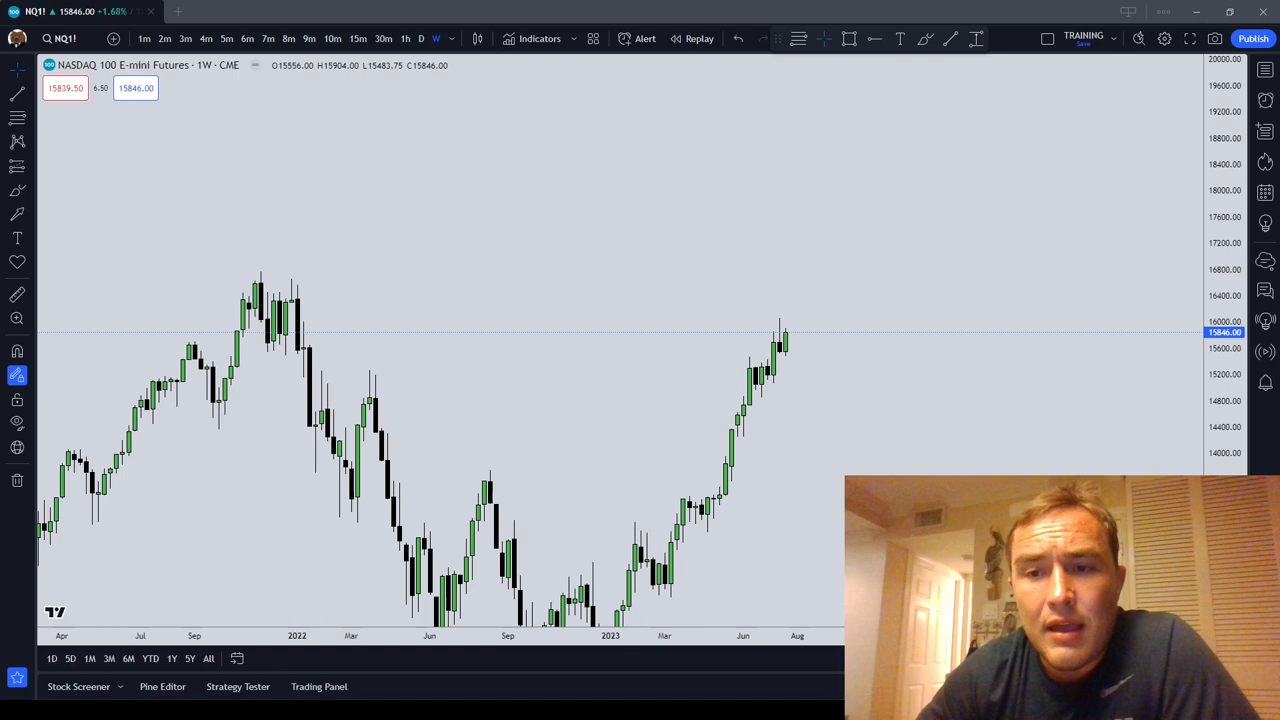 NQ1! ▲ 15846.00 +1.68% /
NQ1! 1m 2m 3m 4m 5m 6m 7m 8m 9m 10m 15m 30m 1h D W Indicators Alert Replay TRAINING Save Publish
NASDAQ 100 E-mini Futures · 1W · CME O15556.00 H15904.00 L15483.75 C15846.00
15839.50 6.50 15846.00
20000.00
19600.00
19200.00
18800.00
18400.00
18000.00
17600.00
17200.00
16800.00
16400.00
16000.00
15846.00
15600.00
15200.00
14800.00
14400.00
14000.00
Apr Jul Sep 2022 Mar Jun Sep 2023 Mar Jun Aug
1D 5D 1M 3M 6M YTD 1Y 5Y All
Stock Screener Pine Editor Strategy Tester Trading Panel